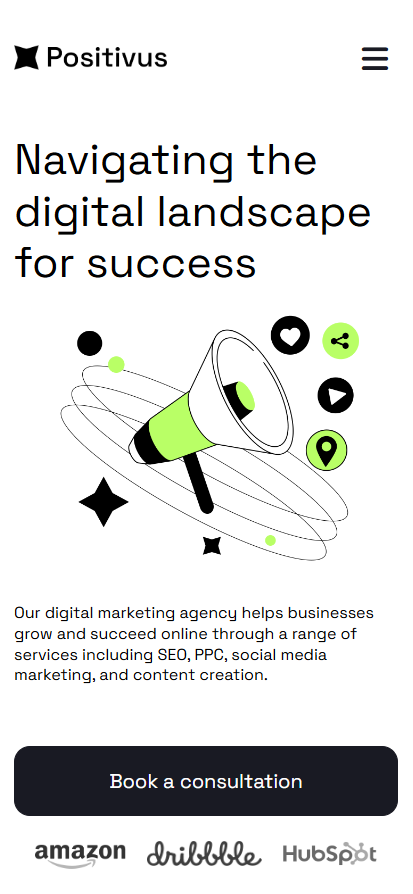 Positivus
Navigating the
digital landscape
for success
Our digital marketing agency helps businesses
grow and succeed online through a range of
services including SEO, PPC, social media
marketing, and content creation.
Book a consultation
amazon dribbble HubSpot